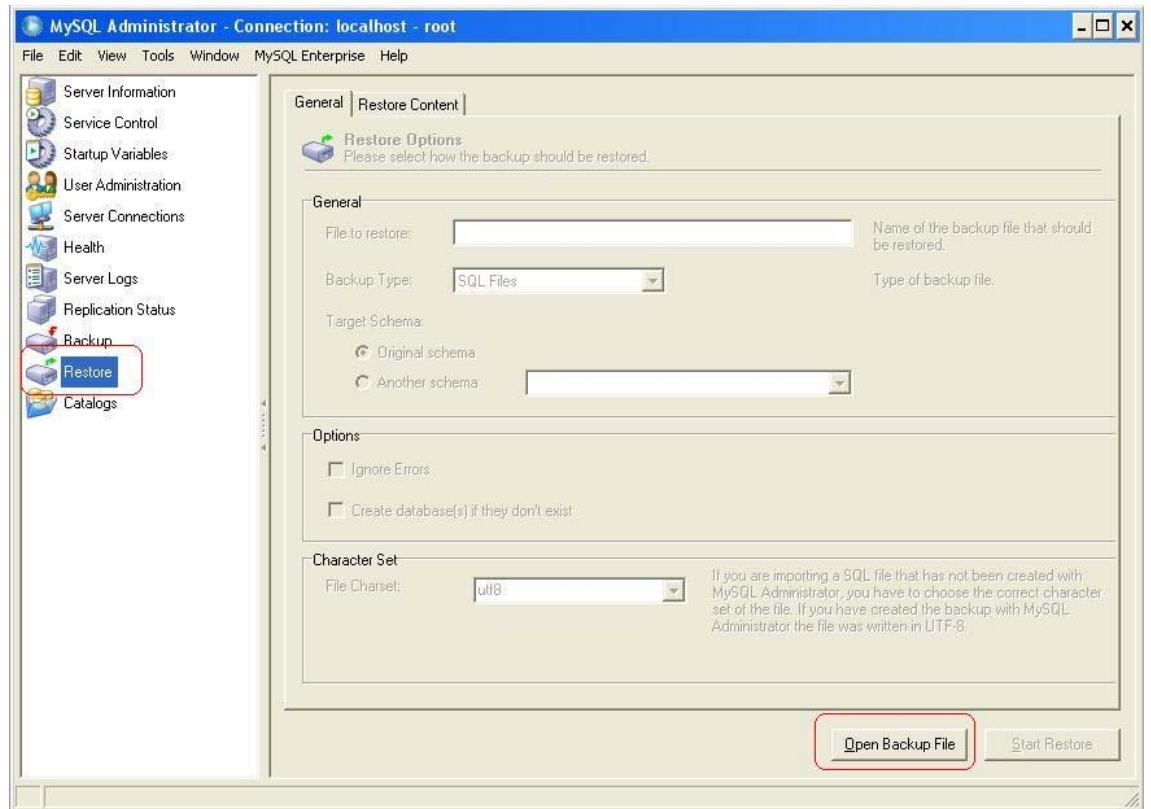 MySQL Administrator - Connection: localhost - root
File Edit View Tools Window MySQL Enterprise Help
Server Information
Service Control
Startup Variables
User Administration
Server Connections
Health
Server Logs
Replication Status
Backup
Restore
Catalogs
General Restore Content
Restore Options
Please select how the backup should be restored.
General
File to restore:
Name of the backup file that should
be restored.
Backup Type: SQL Files Type of backup file.
Target Schema:
Original schema
Another schema
Options
Ignore Errors
Create database(s) if they don't exist
Character Set
File Charset: utf8
If you are importing a SQL file that has not been created with
MySQL Administrator, you have to choose the correct character
set of the file. If you have created the backup with MySQL
Administrator the file was written in UTF-8.
Open Backup File Start Restore